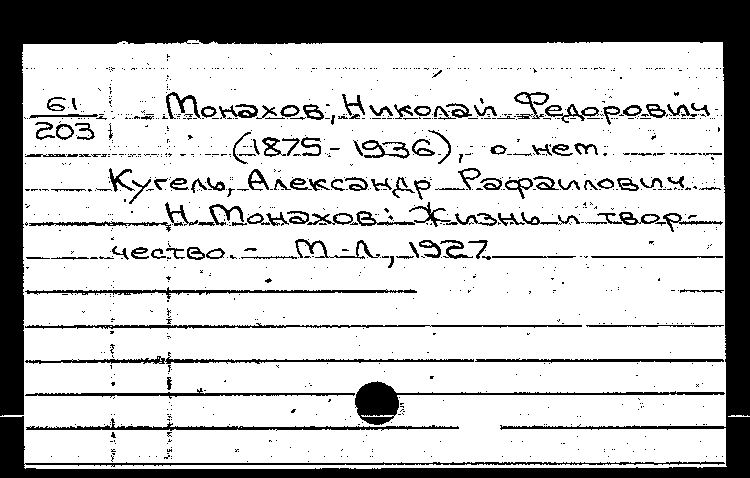 61
203
Монахов, Николай Федорович
(1875-1936), о нем.
Кугель, Александр Рафаилович.
Н. Монахов: Жизнь и твор-
чество. - М.-Л., 1927.